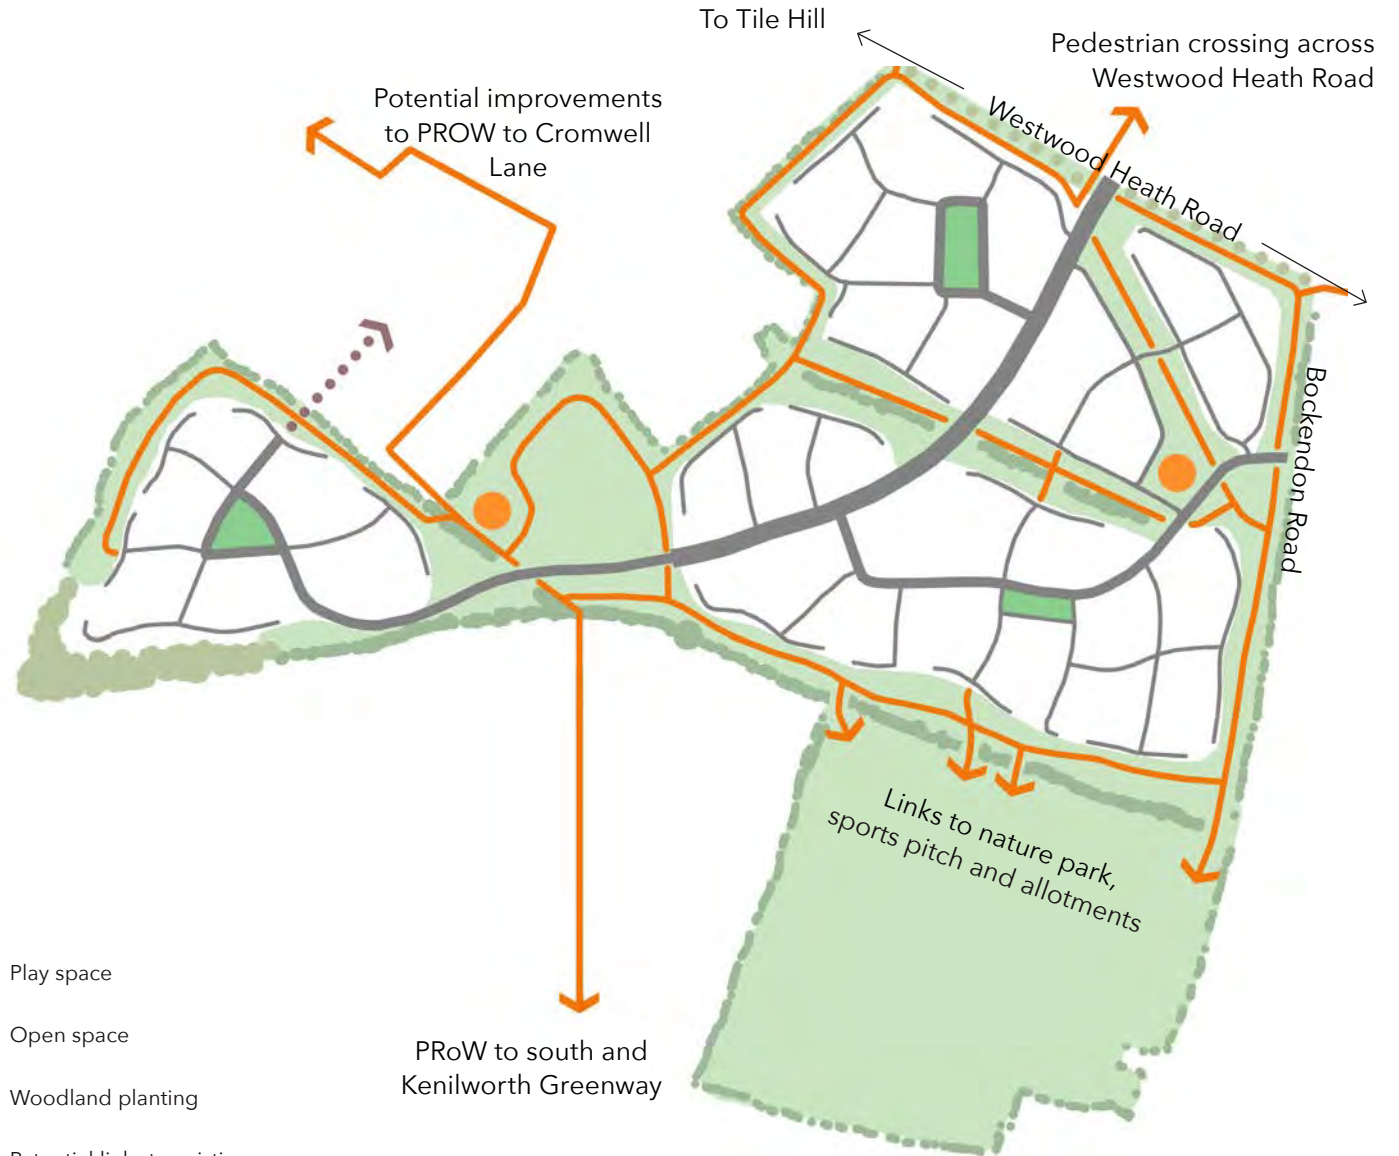 To Tile Hill
Pedestrian crossing across
Westwood Heath Road
Potential improvements
to PROW to Cromwell
Lane
Westwood Heath Road
Bockendon Road
Links to nature park,
sports pitch and allotments
Play space
Open space
Woodland planting
PRoW to south and
Kenilworth Greenway